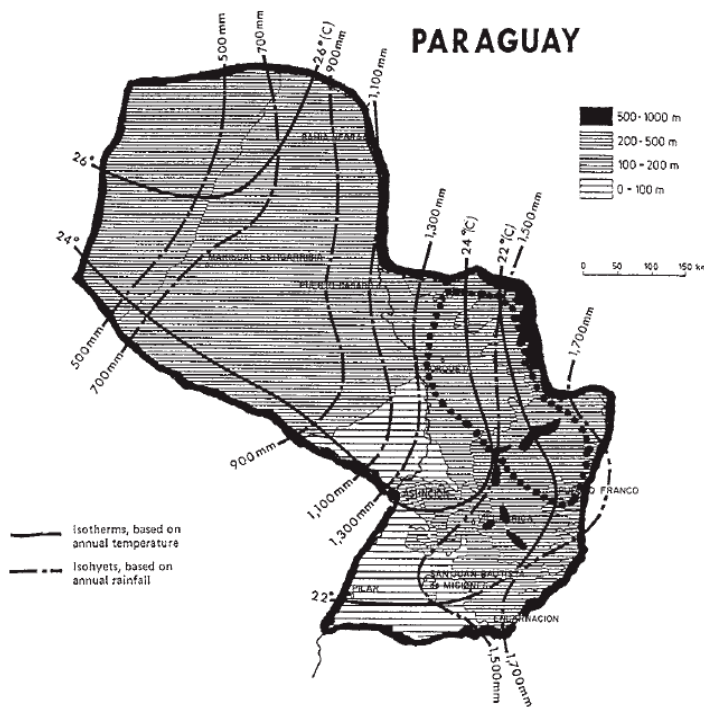 PARAGUAY
500mm
700mm
26°(C)
900mm
1,100mm
500-1000 m
200-500 m
100-200 m
0-100 m
26°
24°
1,300mm
24°(C)
22°(C)
1,500mm
0 50 100 150 km
MARISCAL ESTIGARRIBIA
1,700mm
500mm
700mm
900mm
1,100mm
1,300mm
ASUNCION
FRANCO
Isotherms, based on
annual temperature
Isohyets, based on
annual rainfall
SAN JUAN BAUTISTA
PILAR
22°
ENCARNACION
1,500mm
1,700mm